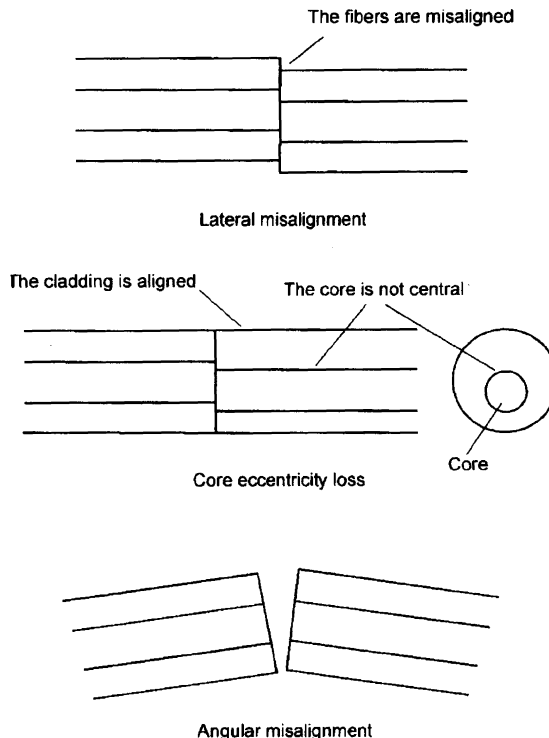 The fibers are misaligned
Lateral misalignment
The cladding is aligned
The core is not central
Core
Core eccentricity loss
Angular misalignment